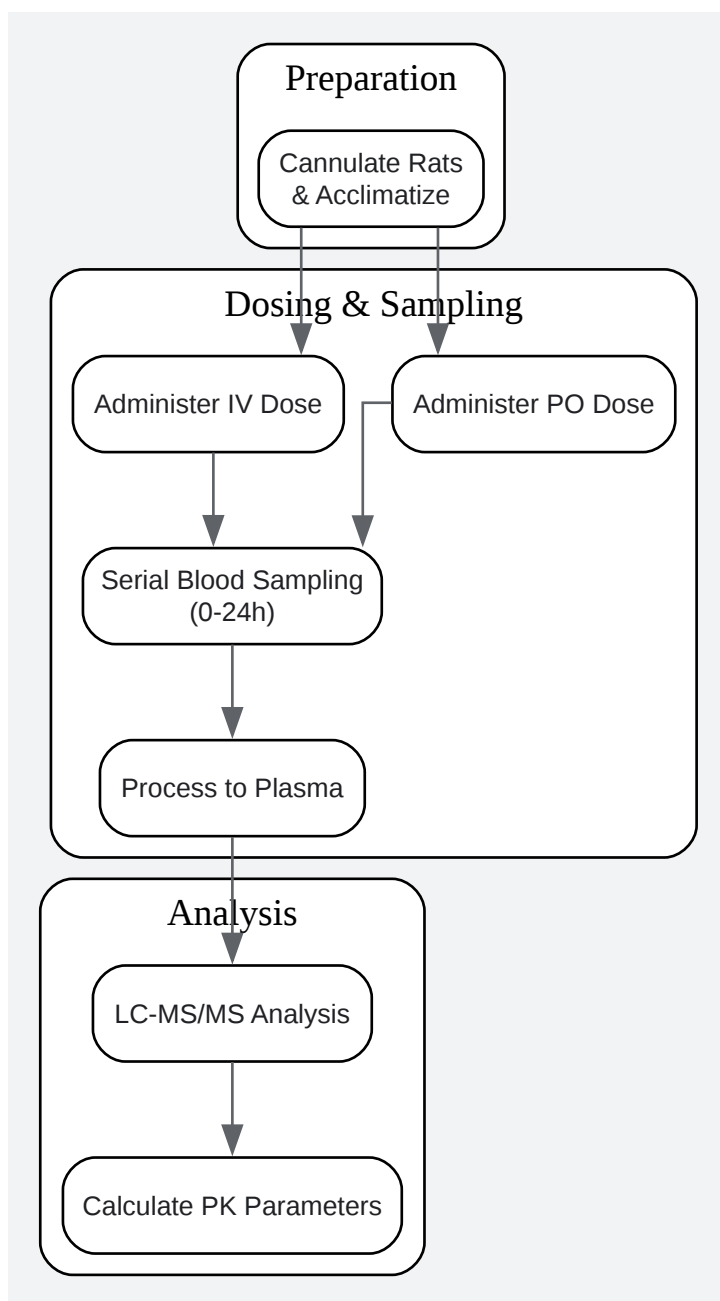 Preparation
Cannulate Rats
& Acclimatize
Dosing & Sampling
Administer IV Dose
Administer PO Dose
Serial Blood Sampling
(0-24h)
Process to Plasma
Analysis
LC-MS/MS Analysis
Calculate PK Parameters